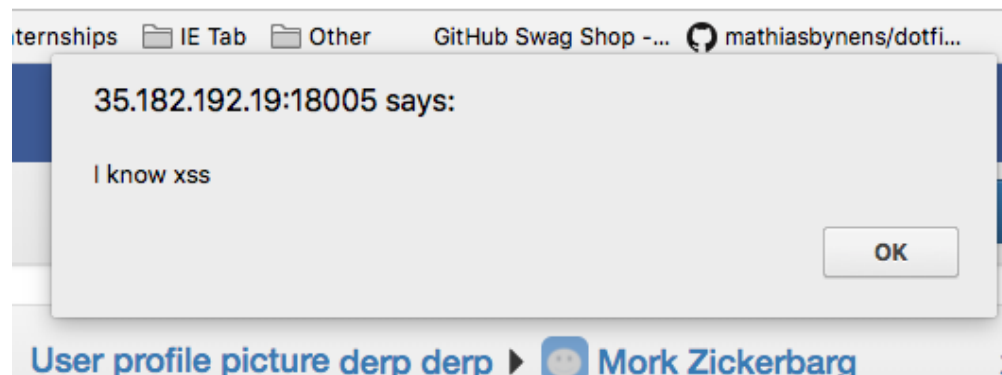 ternships IE Tab Other GitHub Swag Shop -... mathiasbynens/dotfi...
35.182.192.19:18005 says:
I know xss
OK
User profile picture derp derp Mork Zickerbarg